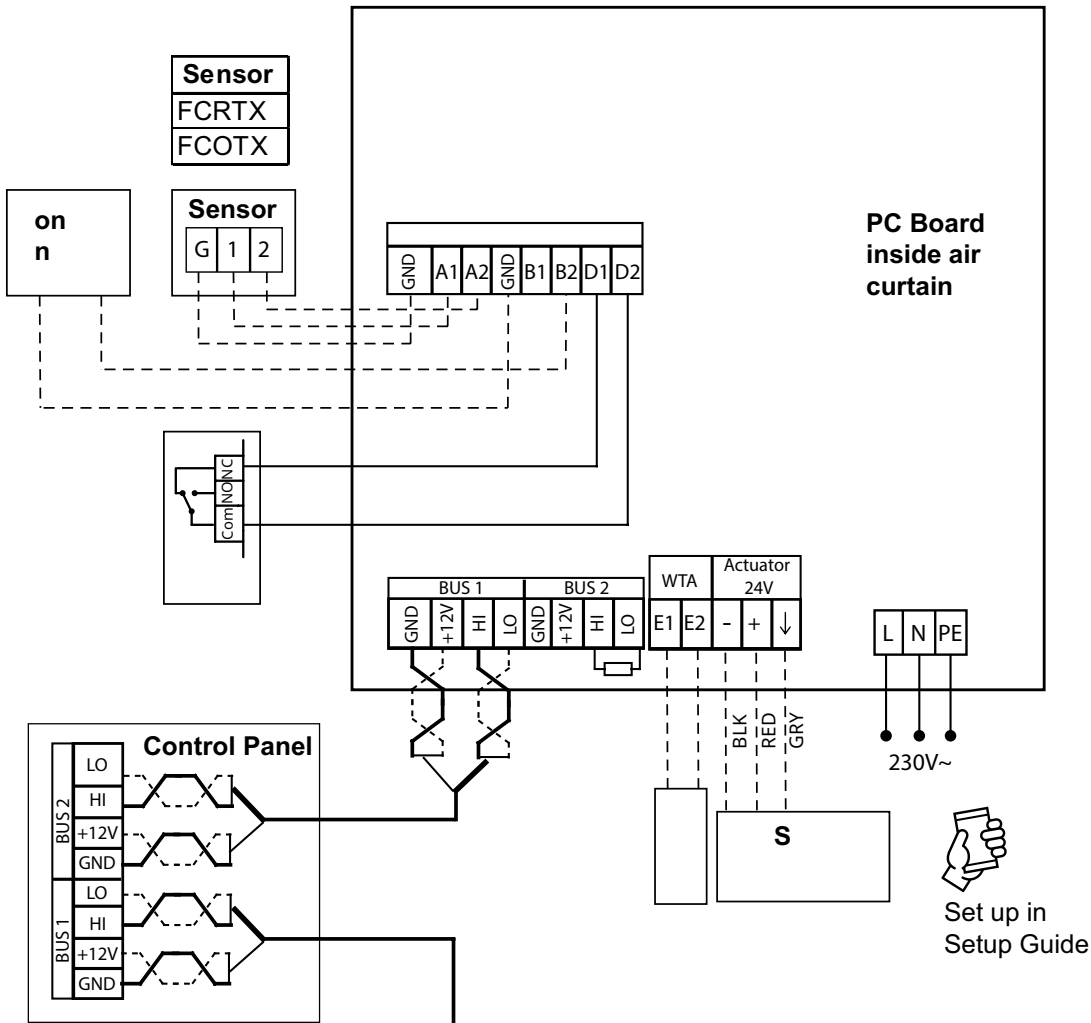 Sensor
FCRTX
FCOTX
on
n
Sensor
G 1 2
GND A1 A2 GND B1 B2 D1 D2
PC Board
inside air
curtain
NC
NO
Com
BUS 1 BUS 2
GND +12V HI LO GND +12V HI LO
WTA
Actuator
24V
E1 E2 - + ↓
L N PE
BLK
RED
GRY
230V~
Control Panel
BUS 2
LO
HI
+12V
GND
BUS 1
LO
HI
+12V
GND
S
Set up in
Setup Guide